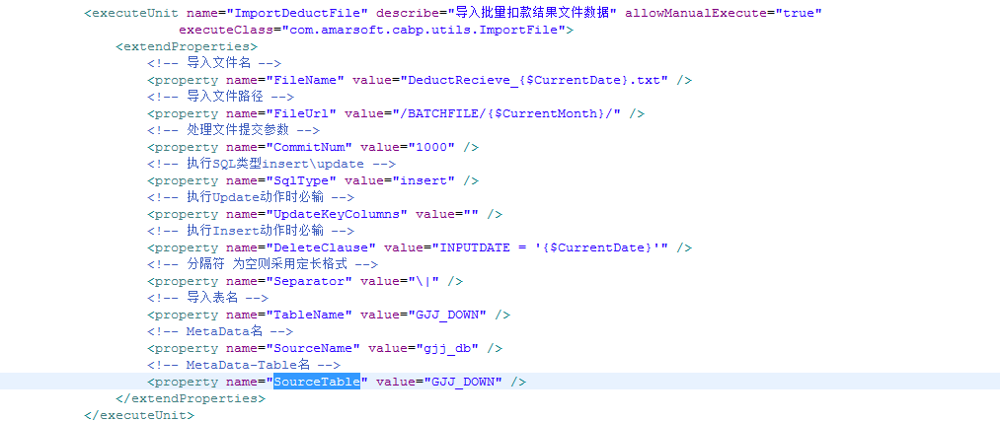 <executeUnit name="ImportDeductFile" describe="导入批量扣款结果文件数据" allowManualExecute="true"
executeClass="com.amarsoft.cabp.utils.ImportFile">
<extendProperties>
<!-- 导入文件名 -->
<property name="FileName" value="DeductRecieve_{$CurrentDate}.txt" />
<!-- 导入文件路径 -->
<property name="FileUrl" value="/BATCHFILE/{$CurrentMonth}/" />
<!-- 处理文件提交参数 -->
<property name="CommitNum" value="1000" />
<!-- 执行SQL类型insert\update -->
<property name="SqlType" value="insert" />
<!-- 执行Update动作时必输 -->
<property name="UpdateKeyColumns" value="" />
<!-- 执行Insert动作时必输 -->
<property name="DeleteClause" value="INPUTDATE = '{$CurrentDate}'" />
<!-- 分隔符 为空则采用定长格式 -->
<property name="Separator" value="\|" />
<!-- 导入表名 -->
<property name="TableName" value="GJJ_DOWN" />
<!-- MetaData名 -->
<property name="SourceName" value="gjj_db" />
<!-- MetaData-Table名 -->
<property name="SourceTable" value="GJJ_DOWN" />
</extendProperties>
</executeUnit>